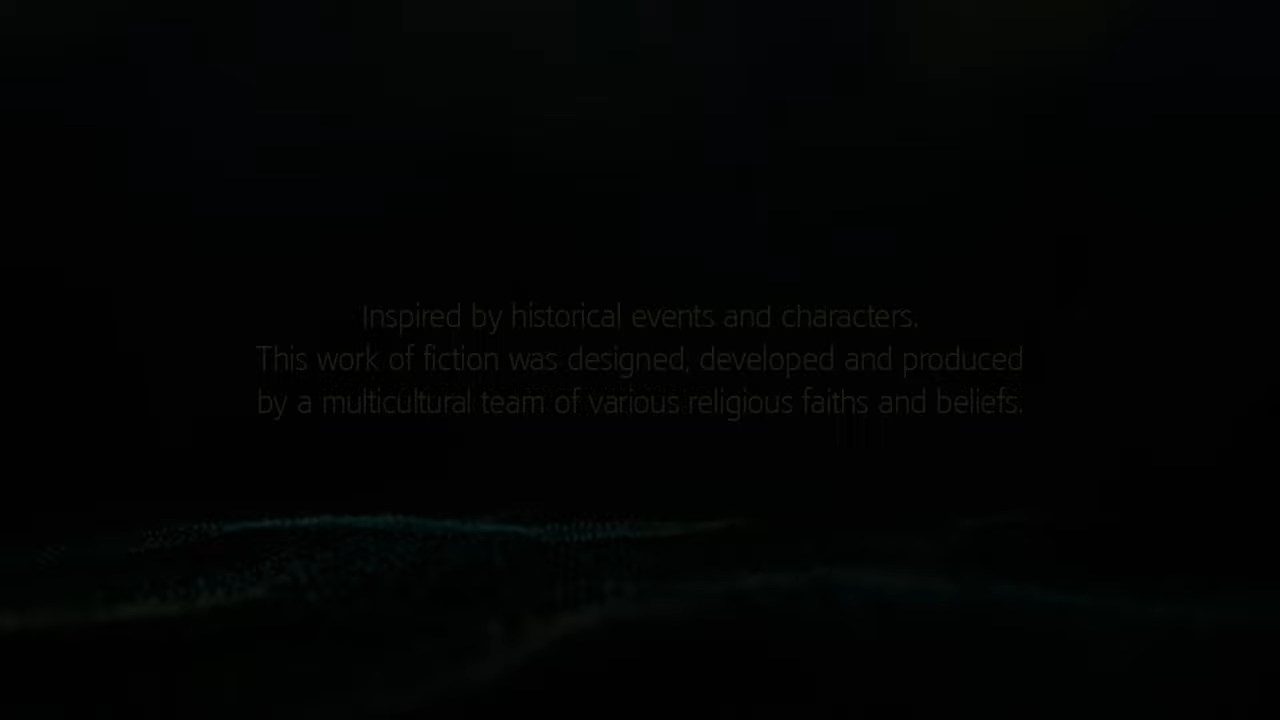 Inspired by historical events and characters.
This work of fiction was designed, developed and produced
by a multicultural team of various religious faiths and beliefs.